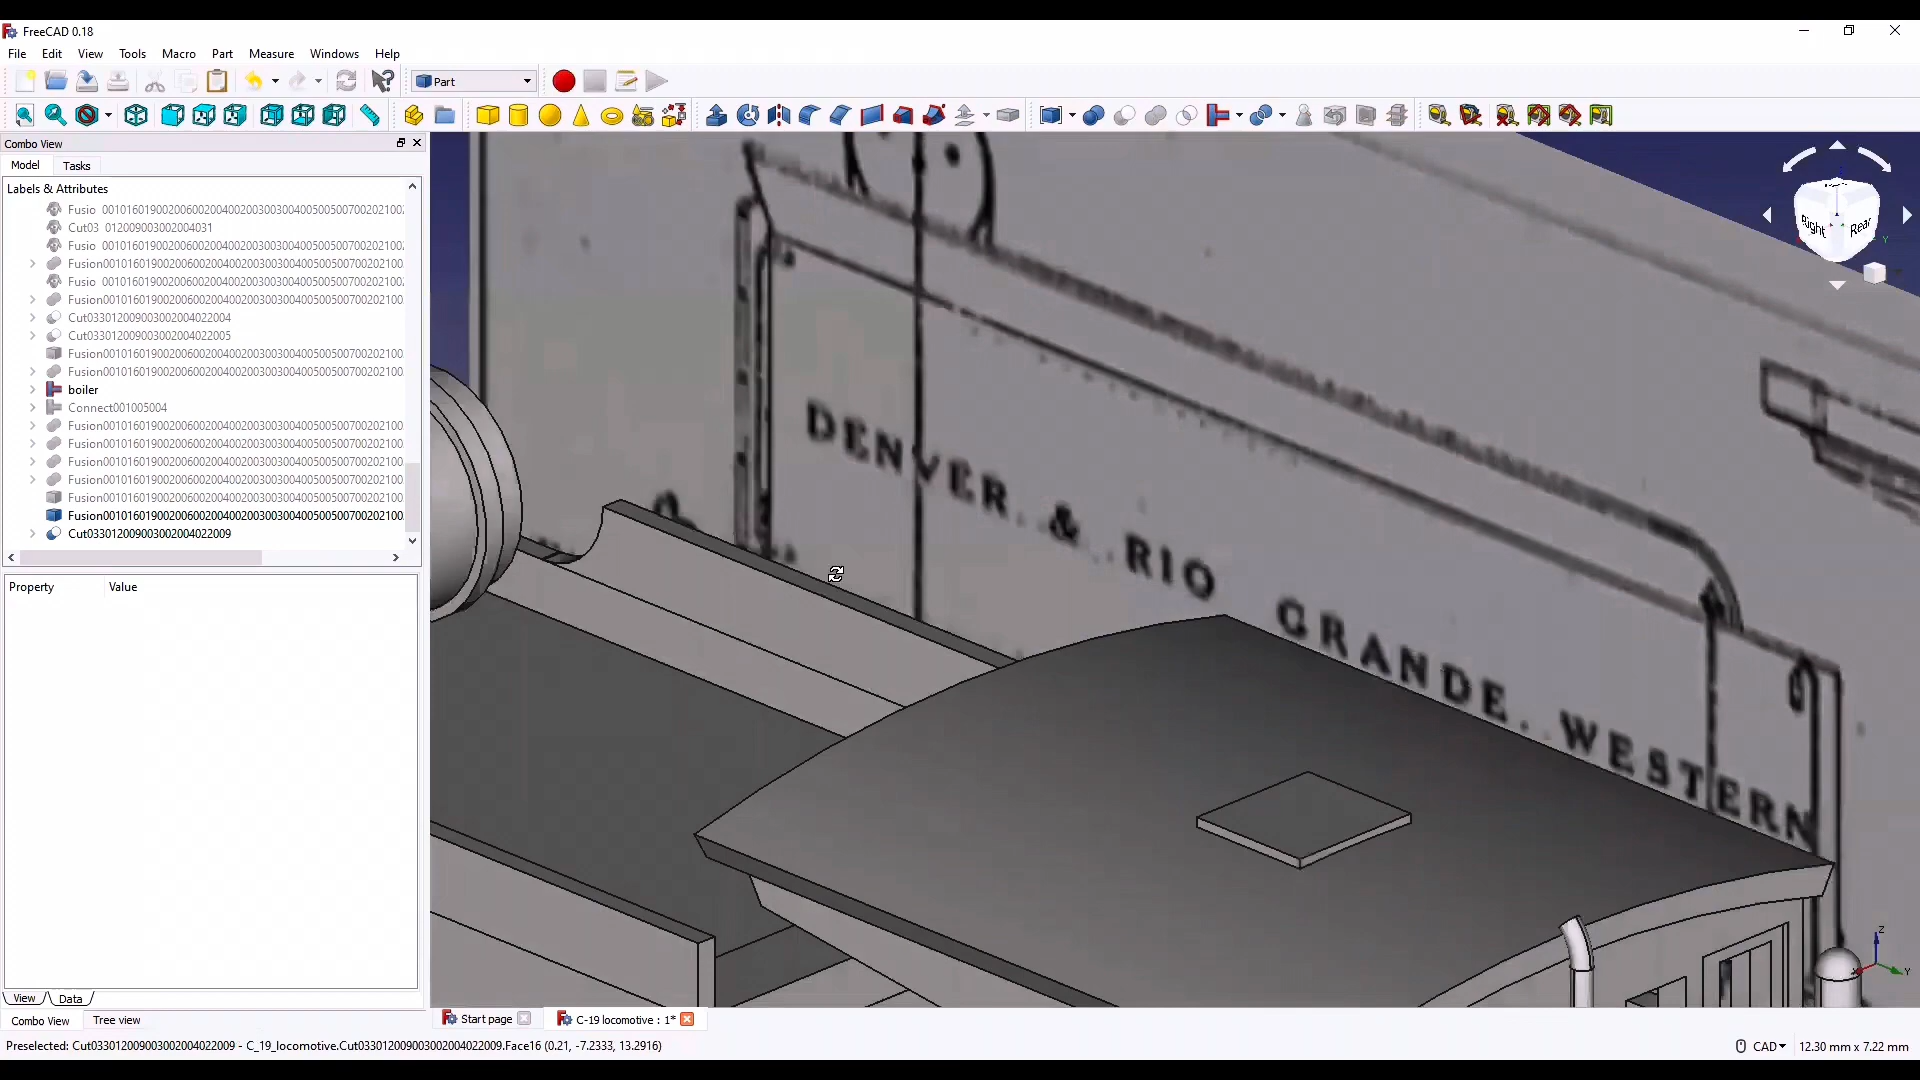 FreeCAD 0.18
File Edit View Tools Macro Part Measure Windows Help
Part
Combo View
Model Tasks
Labels & Attributes
Cut03 012009003002004031
Cut033012009003002004022004
Cut033012009003002004022005
boiler
Connect001005004
Cut033012009003002004022009
Property Value
View Data
Combo View Tree view
DENVER. & . RIO GRANDE. WESTERN
Right Rear
Y
Z
Y
Start page C-19 locomotive : 1*
Preselected: Cut033012009003002004022009 - C_19_locomotive.Cut033012009003002004022009.Face16 (0.21, -7.2333, 13.2916)
CAD 12.30 mm x 7.22 mm